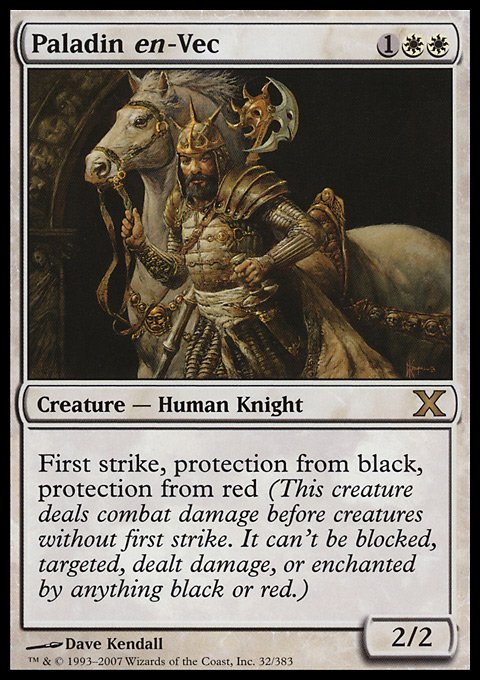 Paladin en-Vec 1
Creature — Human Knight X
First strike, protection from black,
protection from red (This creature
deals combat damage before creatures
without first strike. It can't be blocked,
targeted, dealt damage, or enchanted
by anything black or red.)
Dave Kendall
2/2
™ & © 1993–2007 Wizards of the Coast, Inc. 32/383